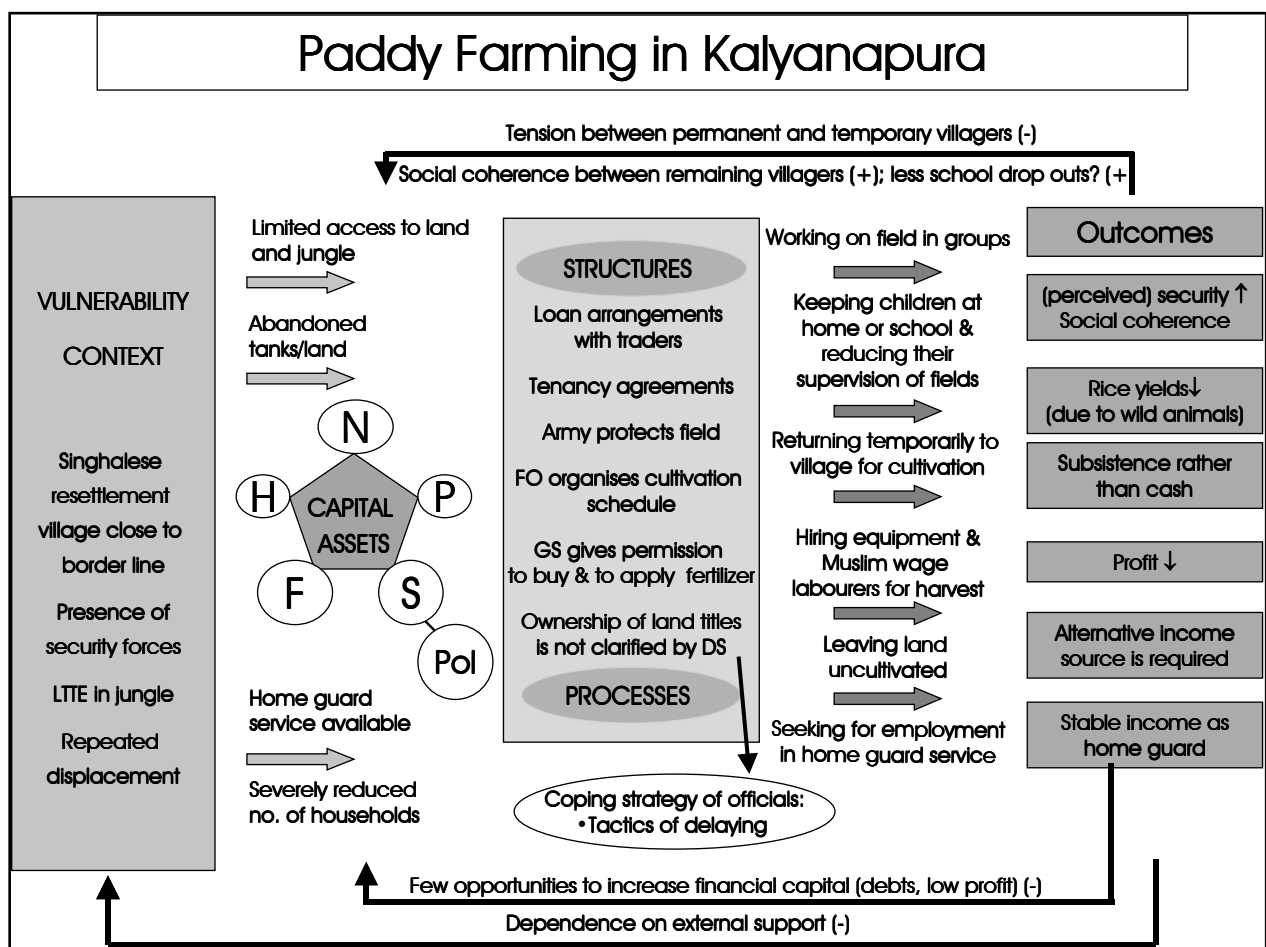 Paddy Farming in Kalyanapura
Tension between permanent and temporary villagers (-)
Social coherence between remaining villagers (+); less school drop outs? (+
VULNERABILITY
CONTEXT
Singhalese
resettlement
village close to
border line
Presence of
security forces
LTTE in jungle
Repeated
displacement
Limited access to land
and jungle
Abandoned
tanks/land
N
H
P
CAPITAL
ASSETS
F
S
Pol
Home guard
service available
Severely reduced
no. of households
STRUCTURES
Loan arrangements
with traders
Tenancy agreements
Army protects field
FO organises cultivation
schedule
GS gives permission
to buy & to apply fertilizer
Ownership of land titles
is not clarified by DS
PROCESSES
Coping strategy of officials:
•Tactics of delaying
Working on field in groups
Keeping children at
home or school &
reducing their
supervision of fields
Returning temporarily to
village for cultivation
Hiring equipment &
Muslim wage
labourers for harvest
Leaving land
uncultivated
Seeking for employment
in home guard service
Outcomes
(perceived) security ↑
Social coherence
Rice yields↓
(due to wild animals)
Subsistence rather
than cash
Profit ↓
Alternative income
source is required
Stable income as
home guard
Few opportunities to increase financial capital (debts, low profit) (-)
Dependence on external support (-)